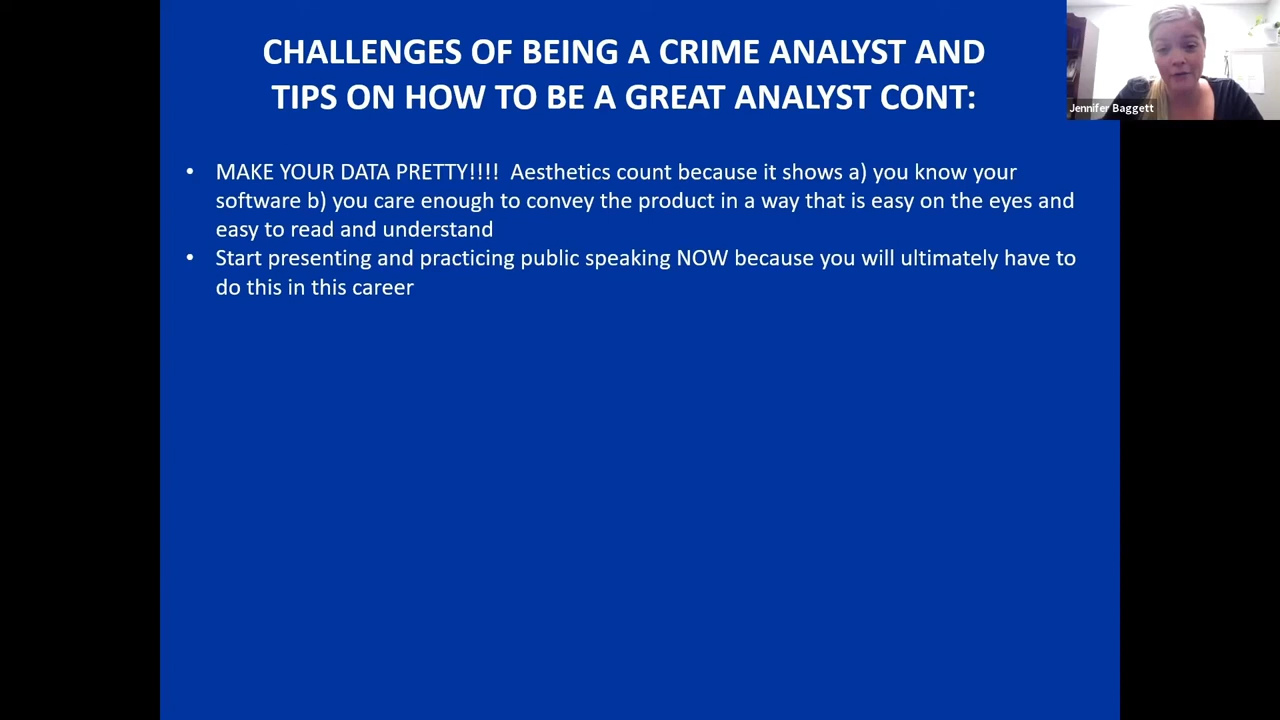 CHALLENGES OF BEING A CRIME ANALYST AND
TIPS ON HOW TO BE A GREAT ANALYST CONT:
Jennifer Baggett
• MAKE YOUR DATA PRETTY!!!!  Aesthetics count because it shows a) you know your
software b) you care enough to convey the product in a way that is easy on the eyes and
easy to read and understand
• Start presenting and practicing public speaking NOW because you will ultimately have to
do this in this career